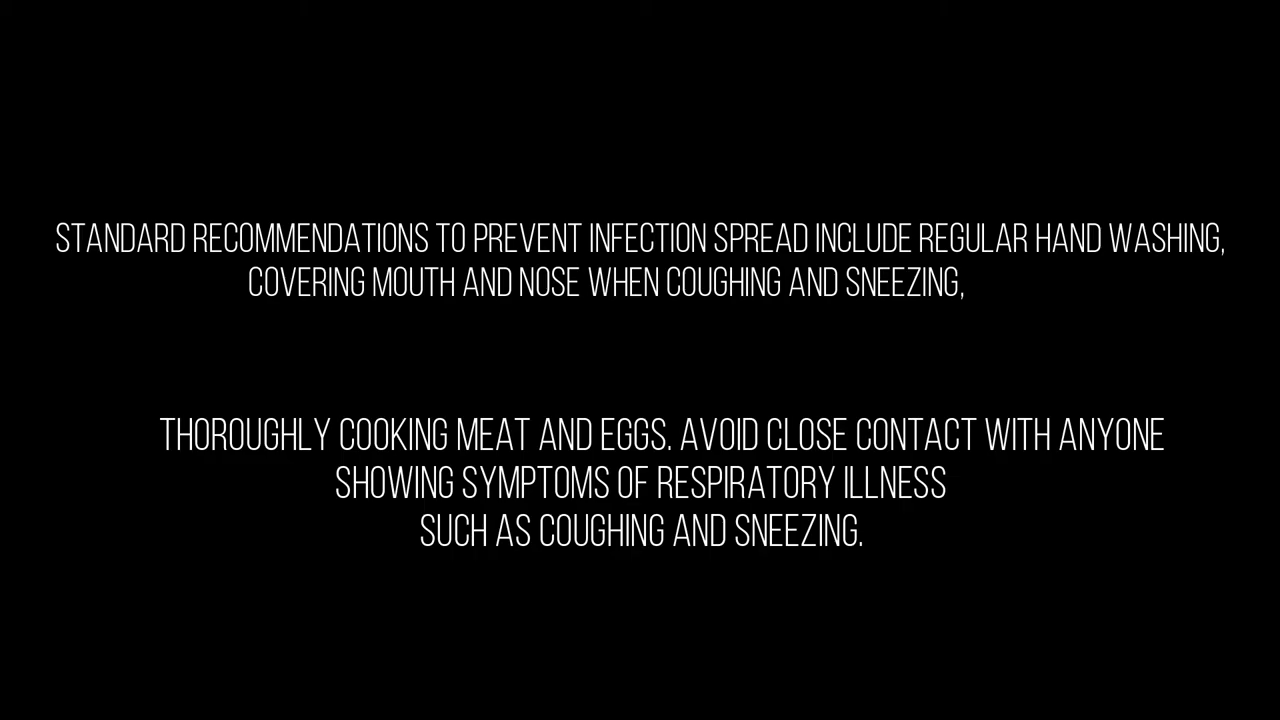 STANDARD RECOMMENDATIONS TO PREVENT INFECTION SPREAD INCLUDE REGULAR HAND WASHING,
COVERING MOUTH AND NOSE WHEN COUGHING AND SNEEZING,
THOROUGHLY COOKING MEAT AND EGGS. AVOID CLOSE CONTACT WITH ANYONE
SHOWING SYMPTOMS OF RESPIRATORY ILLNESS
SUCH AS COUGHING AND SNEEZING.